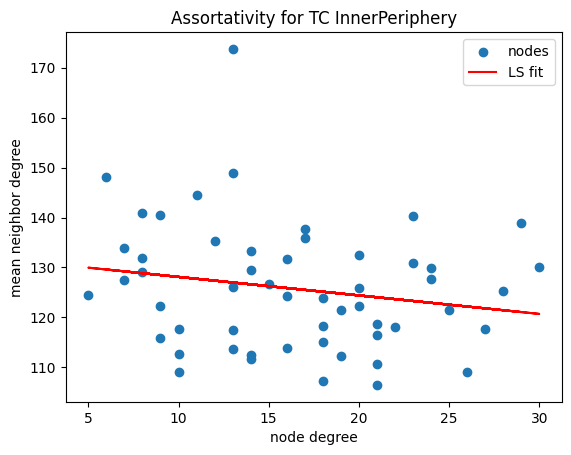 Assortativity for TC InnerPeriphery
nodes
LS fit
mean neighbor degree
170
160
150
140
130
120
110
5
10
15
20
25
30
node degree